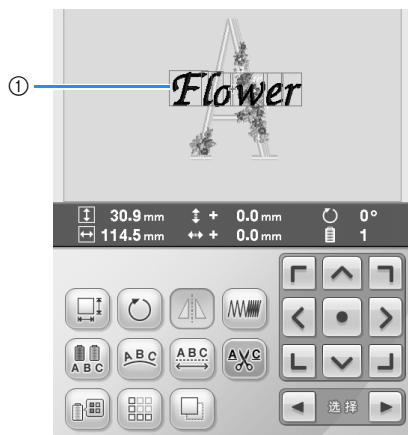 ①
Flower
A
30.9 mm + 0.0 mm 0°
114.5 mm + 0.0 mm 1
ABC ABC ABC A C
选择